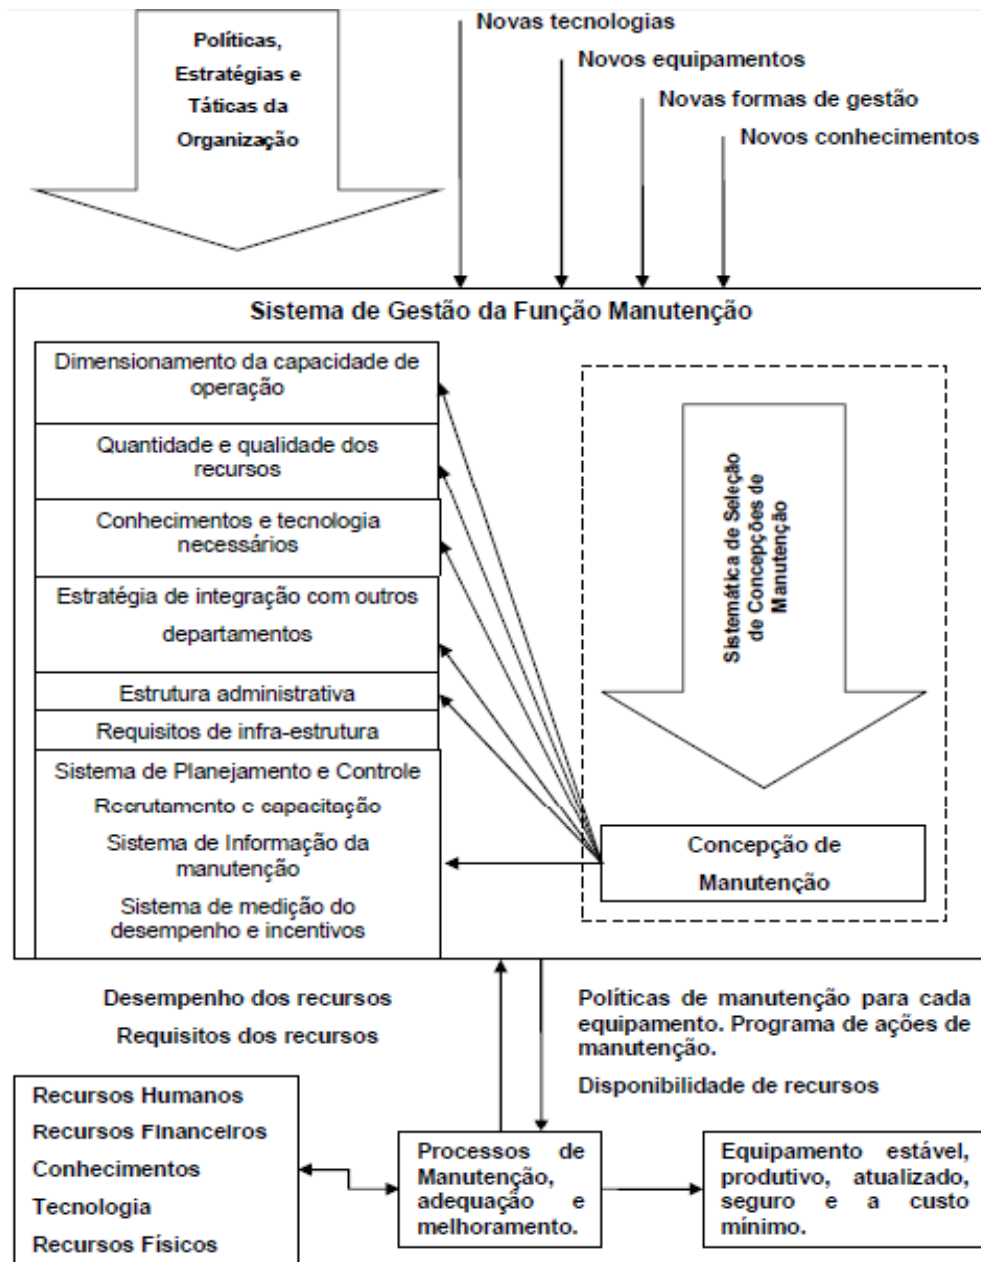 Políticas,
Estratégias e
Táticas da
Organização
Novas tecnologias
Novos equipamentos
Novas formas de gestão
Novos conhecimentos
Sistema de Gestão da Função Manutenção
Dimensionamento da capacidade de
operação
Quantidade e qualidade dos
recursos
Conhecimentos e tecnologia
necessários
Estratégia de integração com outros
departamentos
Estrutura administrativa
Requisitos de infra-estrutura
Sistema de Planejamento e Controle
Recrutamento e capacitação
Sistema de Informação da
manutenção
Sistema de medição do
desempenho e incentivos
Sistemática de Seleção
de Concepções de
Manutenção
Concepção de
Manutenção
Desempenho dos recursos
Requisitos dos recursos
Políticas de manutenção para cada
equipamento. Programa de ações de
manutenção.
Disponibilidade de recursos
Recursos Humanos
Recursos Financeiros
Conhecimentos
Tecnologia
Recursos Físicos
Processos de
Manutenção,
adequação e
melhoramento.
Equipamento estável,
produtivo, atualizado,
seguro e a custo
mínimo.